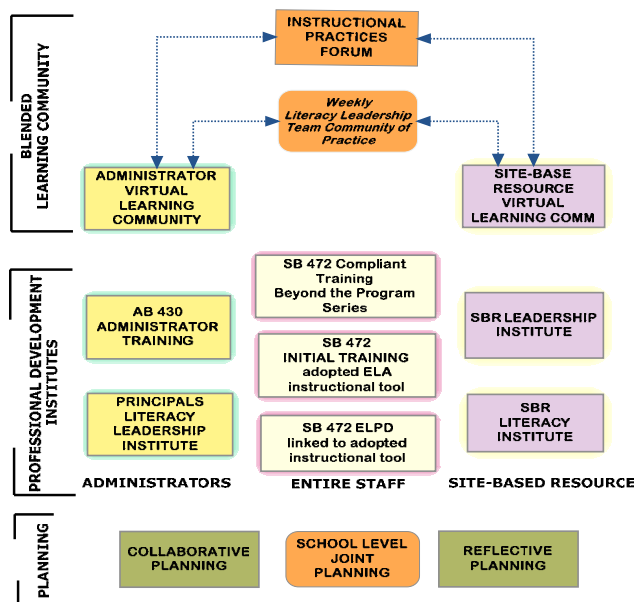 INSTRUCTIONAL
PRACTICES
FORUM
Weekly
Literacy Leadership
Team Community of
Practice
BLENDED
LEARNING COMMUNITY
ADMINISTRATOR
VIRTUAL
LEARNING
COMMUNITY
SITE-BASE
RESOURCE
VIRTUAL
LEARNING COMM
PROFESSIONAL DEVELOPMENT
INSTITUTES
SB 472 Compliant
Training
Beyond the Program
Series
AB 430
ADMINISTRATOR
TRAINING
SB 472
INITIAL TRAINING
adopted ELA
instructional tool
SBR LEADERSHIP
INSTITUTE
PRINCIPALS
LITERACY
LEADERSHIP
INSTITUTE
SB 472 ELPD
linked to adopted
instructional tool
SBR
LITERACY
INSTITUTE
ADMINISTRATORS
ENTIRE STAFF
SITE-BASED RESOURCE
PLANNING
COLLABORATIVE
PLANNING
SCHOOL LEVEL
JOINT
PLANNING
REFLECTIVE
PLANNING